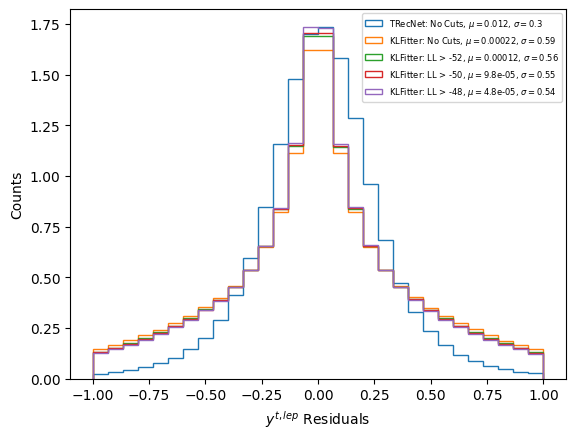 TRecNet: No Cuts, μ = 0.012, σ = 0.3
KLFitter: No Cuts, μ = 0.00022, σ = 0.59
KLFitter: LL > -52, μ = 0.00012, σ = 0.56
KLFitter: LL > -50, μ = 9.8e-05, σ = 0.55
KLFitter: LL > -48, μ = 4.8e-05, σ = 0.54
1.75
1.50
1.25
1.00
0.75
0.50
0.25
0.00
Counts
−1.00 −0.75 −0.50 −0.25 0.00 0.25 0.50 0.75 1.00
y^{t,lep} Residuals